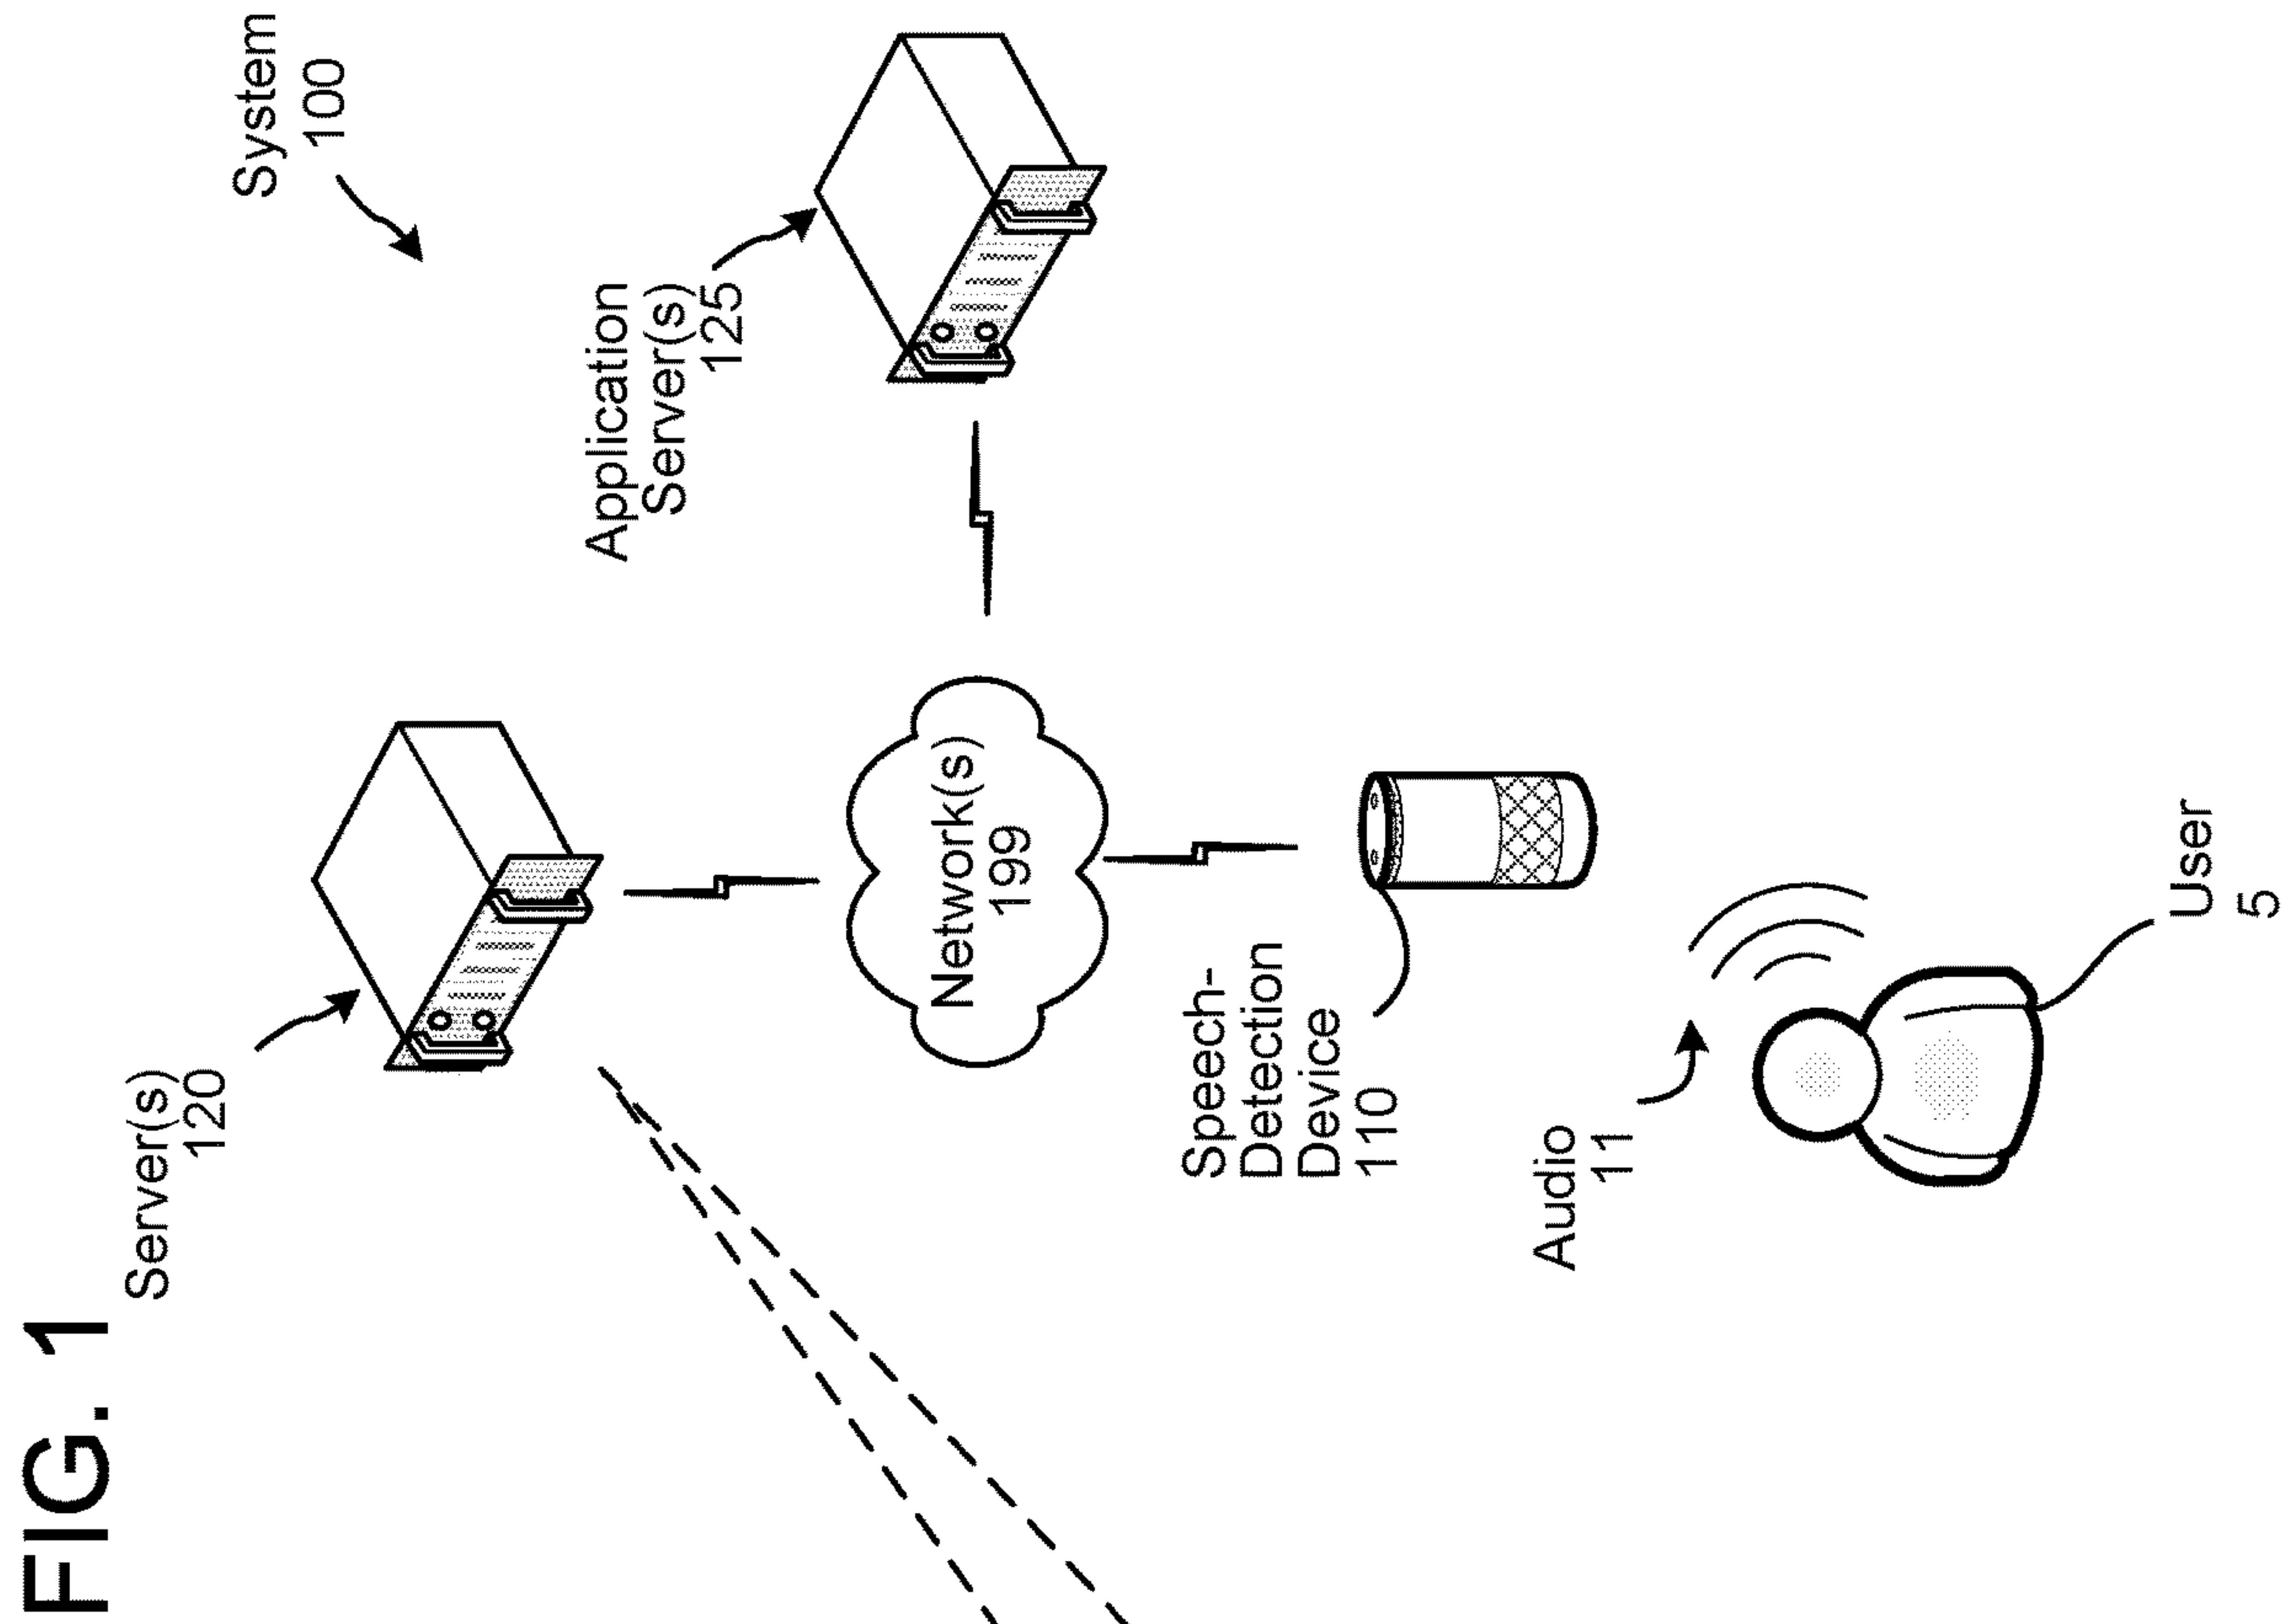 FIG. 1
System
100
Server(s)
120
Application
Server(s)
125
Network(s)
199
Speech-
Detection
Device
110
Audio
11
User
5